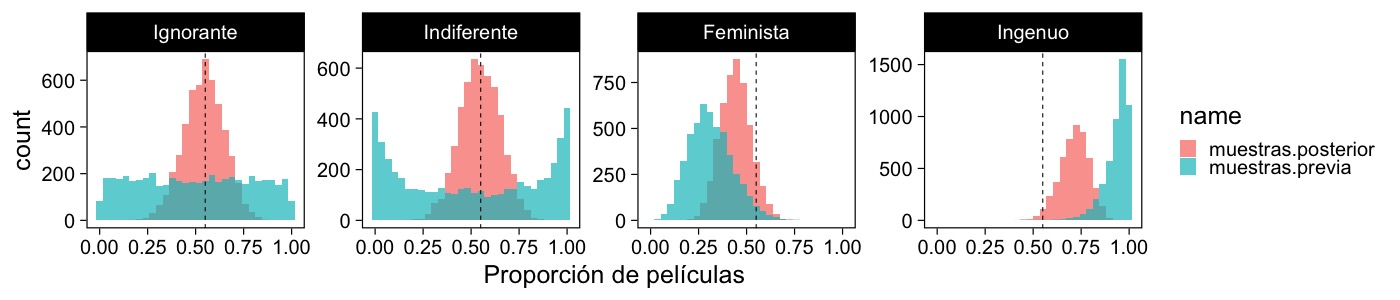 Ignorante
Indiferente
Feminista
Ingenuo
count
600
400
200
0
600
400
200
0
750
500
250
0
1500
1000
500
0
0.00 0.25 0.50 0.75 1.00
0.00 0.25 0.50 0.75 1.00
0.00 0.25 0.50 0.75 1.00
0.00 0.25 0.50 0.75 1.00
Proporción de películas
name
muestras.posterior
muestras.previa